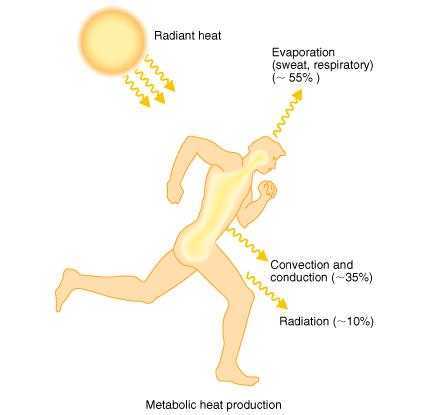 Radiant heat
Evaporation
(sweat, respiratory)
(~ 55% )
Convection and
conduction (~35%)
Radiation (~10%)
Metabolic heat production